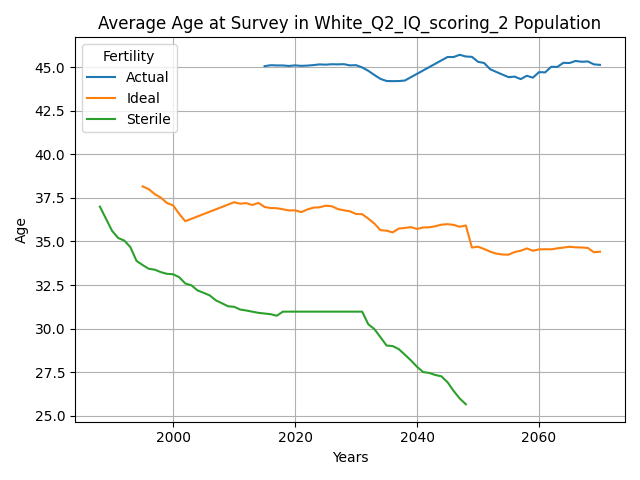 Average Age at Survey in White_Q2_IQ_scoring_2 Population
Fertility
Actual
Ideal
Sterile
45.0
42.5
40.0
37.5
35.0
32.5
30.0
27.5
25.0
Age
2000
2020
2040
2060
Years